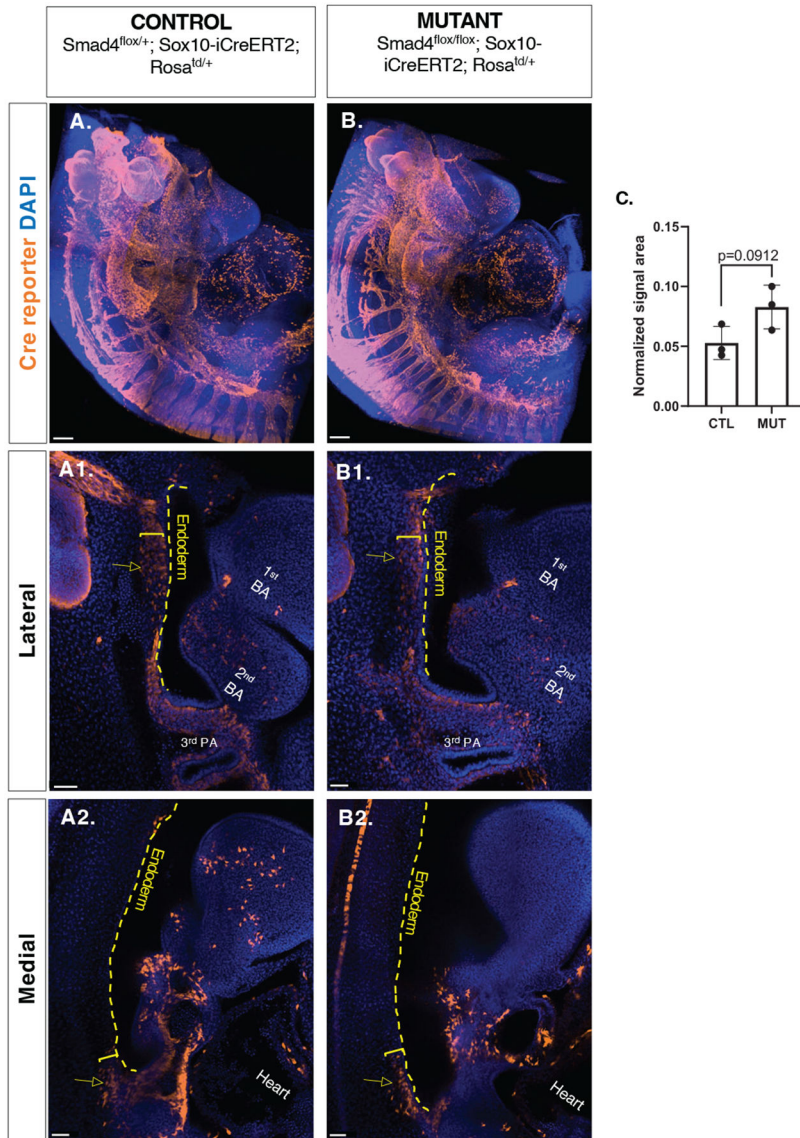 CONTROL
Smad4flox/+; Sox10-iCreERT2;
Rosatd/+
MUTANT
Smad4flox/flox; Sox10-
iCreERT2; Rosatd/+
Cre reporter DAPI
A.
B.
C.
Normalized signal area
0.15
0.10
0.05
0.00
p=0.0912
CTL
MUT
Lateral
A1.
Endoderm
1st
BA
2nd
BA
3rd PA
B1.
Endoderm
1st
BA
2nd
BA
3rd PA
Medial
A2.
Endoderm
Heart
B2.
Endoderm
Heart